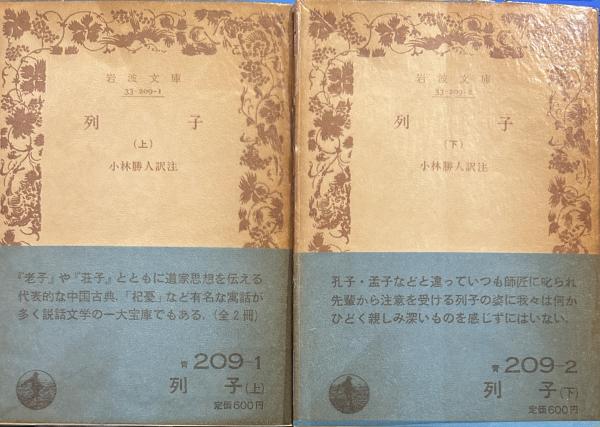 岩波文庫
33-209-1
列 子
(上)
小林勝人訳注
『老子』や『荘子』とともに道家思想を伝える
代表的な中国古典.「杞憂」など有名な寓話が
多く説話文学の一大宝庫でもある.(全2冊)
青 209-1
列 子(上)
定価600円
岩波文庫
33-209-2
列 子
(下)
小林勝人訳注
孔子・孟子などと違っていつも師匠に叱られ
先輩から注意を受ける列子の姿に我々は何か
ひどく親しみ深いものを感じずにはいない.
青 209-2
列 子(下)
定価600円